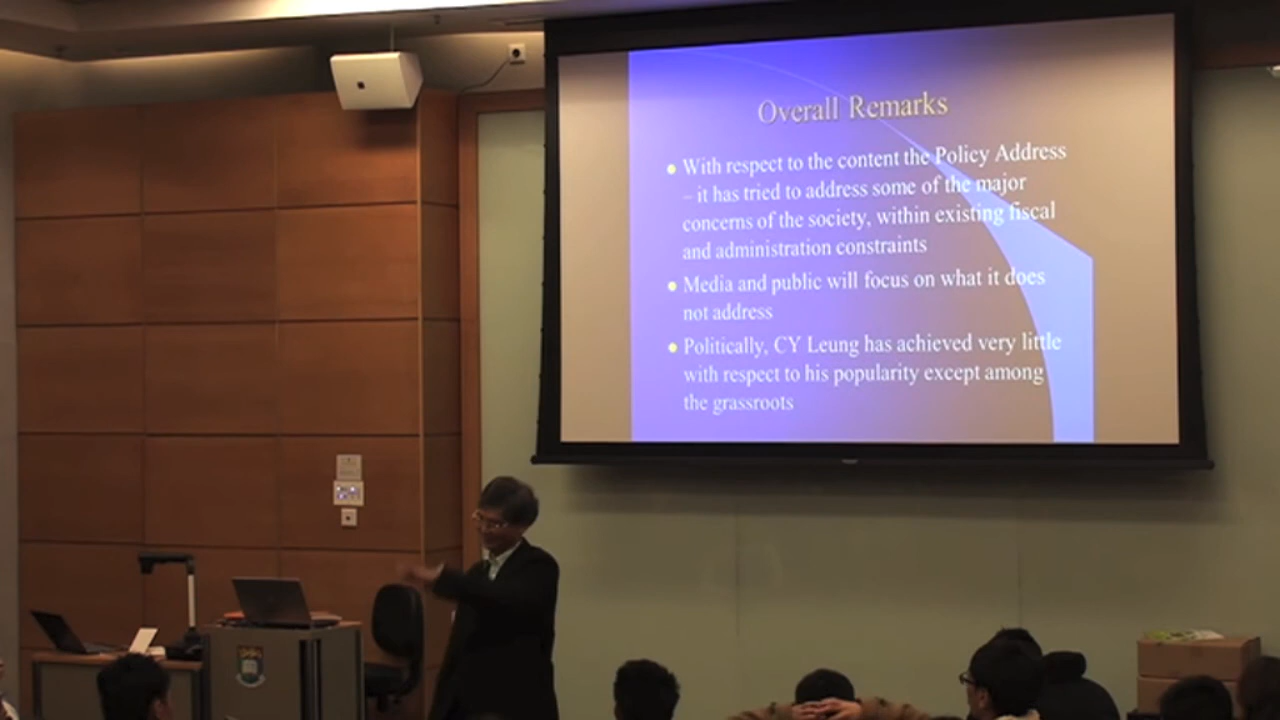 Overall Remarks
With respect to the content the Policy Address
– it has tried to address some of the major
concerns of the society, within existing fiscal
and administration constraints
Media and public will focus on what it does
not address
Politically, CY Leung has achieved very little
with respect to his popularity except among
the grassroots